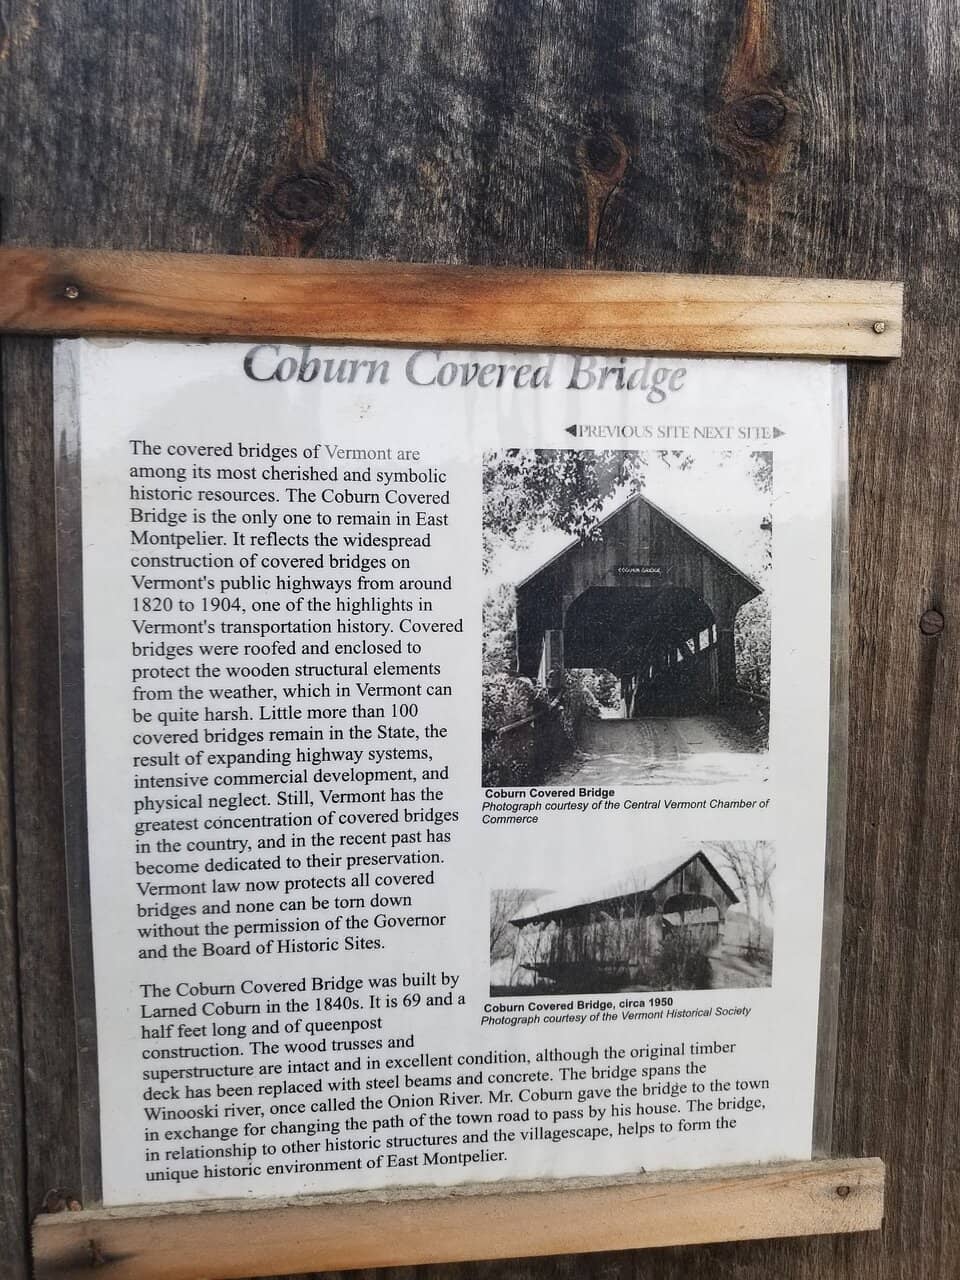 Coburn Covered Bridge
PREVIOUS SITE NEXT SITE
The covered bridges of Vermont are
among its most cherished and symbolic
historic resources. The Coburn Covered
Bridge is the only one to remain in East
Montpelier. It reflects the widespread
construction of covered bridges on
Vermont's public highways from around
1820 to 1904, one of the highlights in
Vermont's transportation history. Covered
bridges were roofed and enclosed to
protect the wooden structural elements
from the weather, which in Vermont can
be quite harsh. Little more than 100
covered bridges remain in the State, the
result of expanding highway systems,
intensive commercial development, and
physical neglect. Still, Vermont has the
greatest concentration of covered bridges
in the country, and in the recent past has
become dedicated to their preservation.
Vermont law now protects all covered
bridges and none can be torn down
without the permission of the Governor
and the Board of Historic Sites.
COBURN BRIDGE
Coburn Covered Bridge
Photograph courtesy of the Central Vermont Chamber of
Commerce
Coburn Covered Bridge, circa 1950
Photograph courtesy of the Vermont Historical Society
The Coburn Covered Bridge was built by
Larned Coburn in the 1840s. It is 69 and a
half feet long and of queenpost
construction. The wood trusses and
superstructure are intact and in excellent condition, although the original timber
deck has been replaced with steel beams and concrete. The bridge spans the
Winooski river, once called the Onion River. Mr. Coburn gave the bridge to the town
in exchange for changing the path of the town road to pass by his house. The bridge,
in relationship to other historic structures and the villagescape, helps to form the
unique historic environment of East Montpelier.